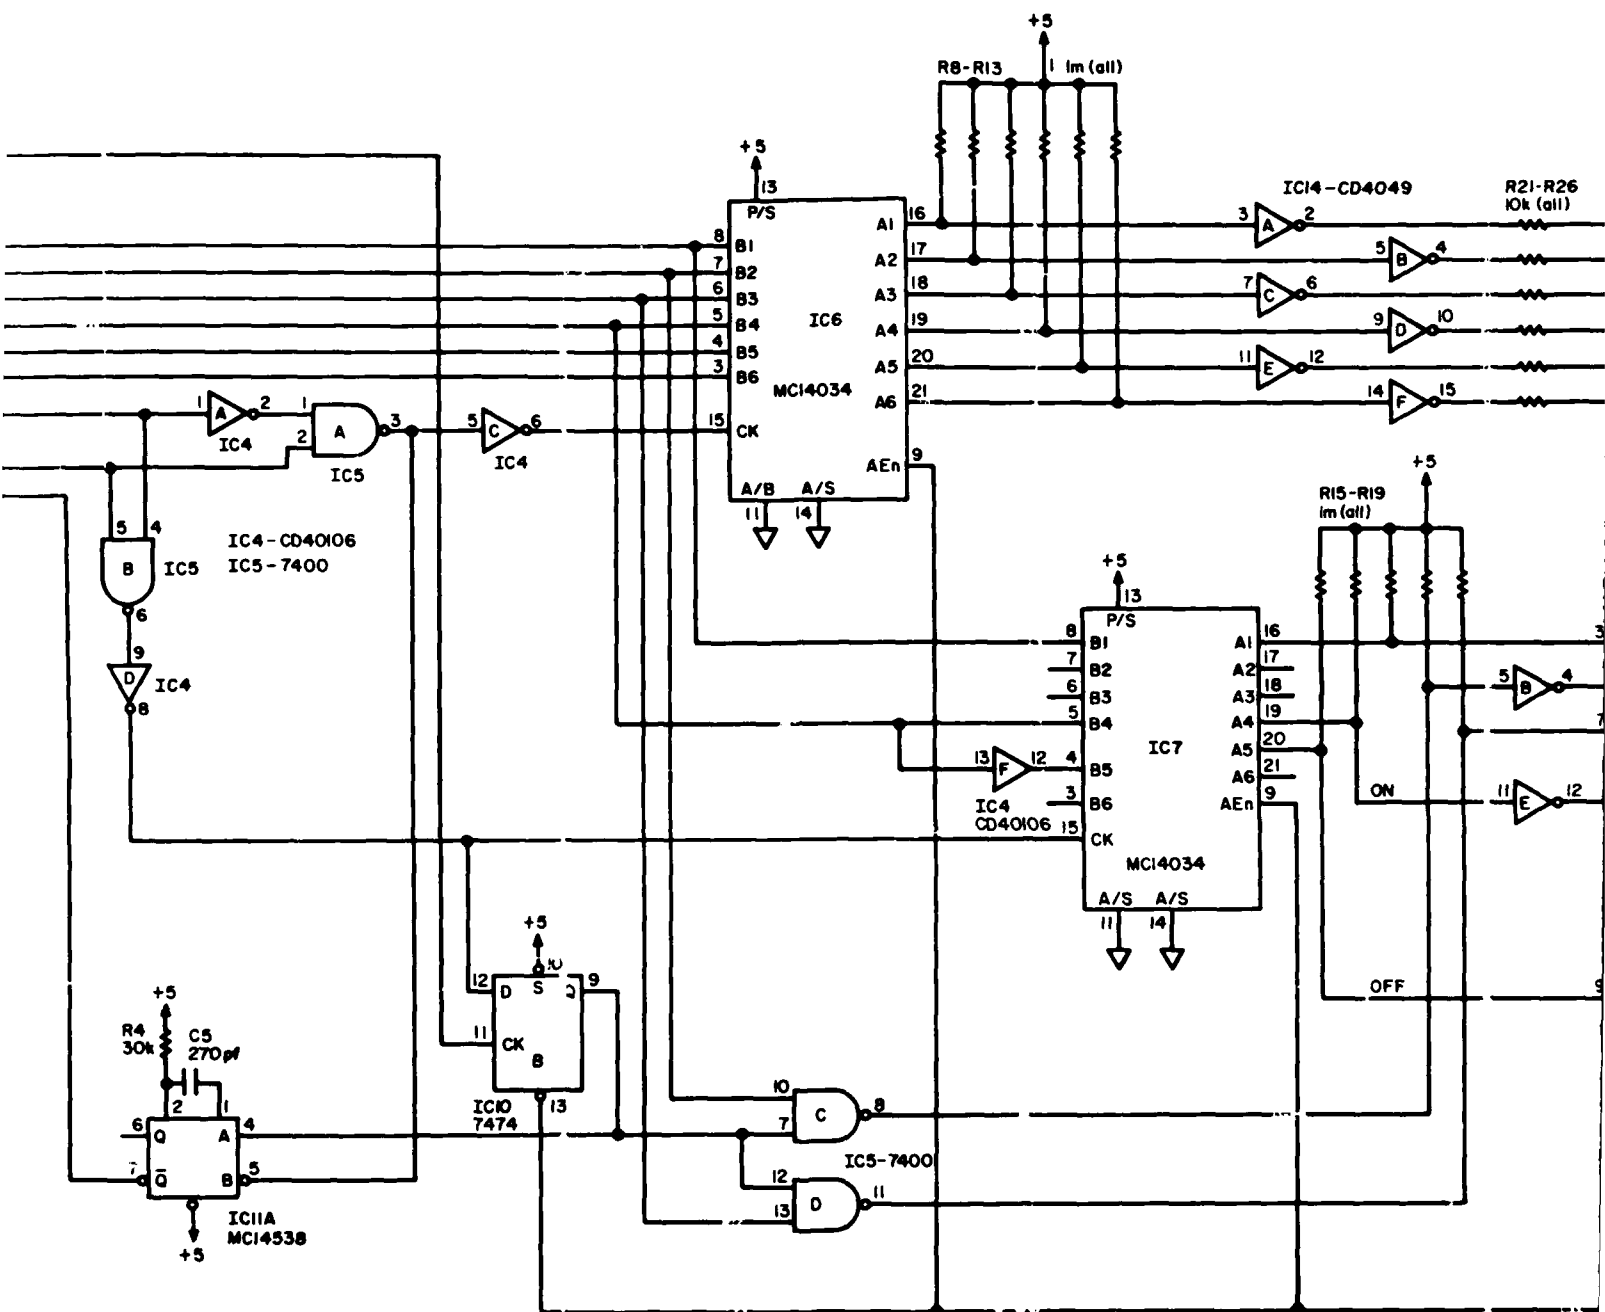 +5
R8-R13 1 1m (all)
+5
13
P/S
IC14-CD4049
R21-R26
10k (all)
8 B1
7 B2
6 B3
5 B4
4 B5
3 B6
15 CK
IC6
MC14034
A1 16
A2 17
A3 18
A4 19
A5 20
A6 21
AEn 9
A/B A/S
11 14
3 A 2
5 B 4
7 C 6
9 D 10
11 E 12
14 F 15
1 A 2
IC4
1
2
A 3
IC5
5 C 6
IC4
5 4
B IC5
6
IC4-CD40106
IC5-7400
9
D IC4
8
+5
R15-R19
1m (all)
+5
13
P/S
8 B1
7 B2
6 B3
5 B4
4 B5
3 B6
15 CK
IC7
MC14034
A1 16
A2 17
A3 18
A4 19
A5 20
A6 21
AEn 9
A/S A/S
11 14
13 F 12
IC4
CD40106
3
5 B 4
7
ON
11 E 12
OFF
9
+5
10
12 D S Q 9
11 CK
B
13
IC10
7474
+5
R4
30k
C5
270pf
2 1
6 Q A 4
7 Q̅ B 5
IC11A
MC14538
+5
10
7
C 8
IC5-7400
12
13
D 11